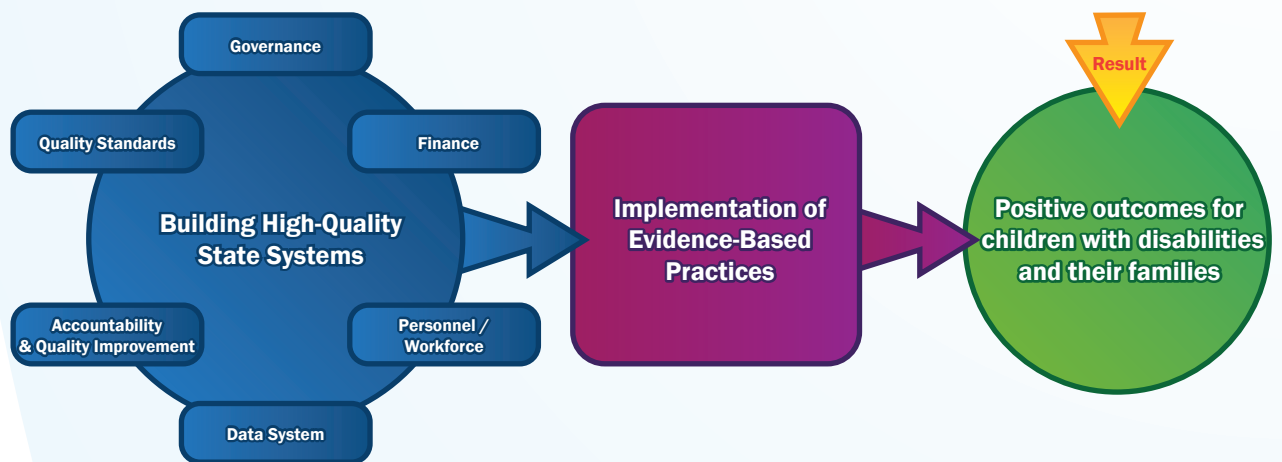 Governance
Quality Standards
Finance
Building High-Quality
State Systems
Accountability
& Quality Improvement
Personnel /
Workforce
Data System
Implementation of
Evidence-Based
Practices
Result
Positive outcomes for
children with disabilities
and their families